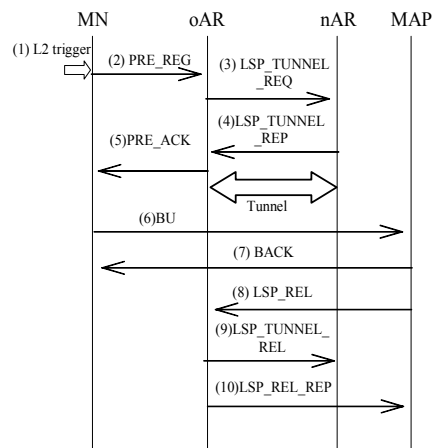 MN oAR nAR MAP
(1) L2 trigger
(2) PRE_REG
(3) LSP_TUNNEL
_REQ
(4)LSP_TUNNEL
_REP
(5)PRE_ACK
Tunnel
(6)BU
(7) BACK
(8) LSP_REL
(9)LSP_TUNNEL_
REL
(10)LSP_REL_REP